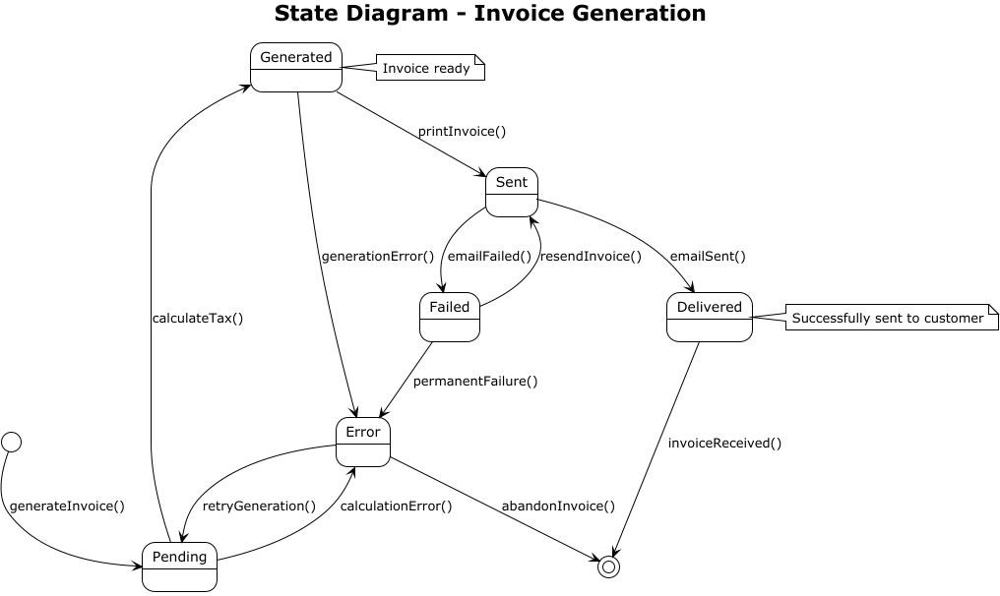 State Diagram - Invoice Generation
Generated
Invoice ready
printInvoice()
Sent
generationError()
emailFailed()
resendInvoice()
emailSent()
Failed
Delivered
Successfully sent to customer
calculateTax()
permanentFailure()
Error
invoiceReceived()
generateInvoice()
retryGeneration()
calculationError()
abandonInvoice()
Pending